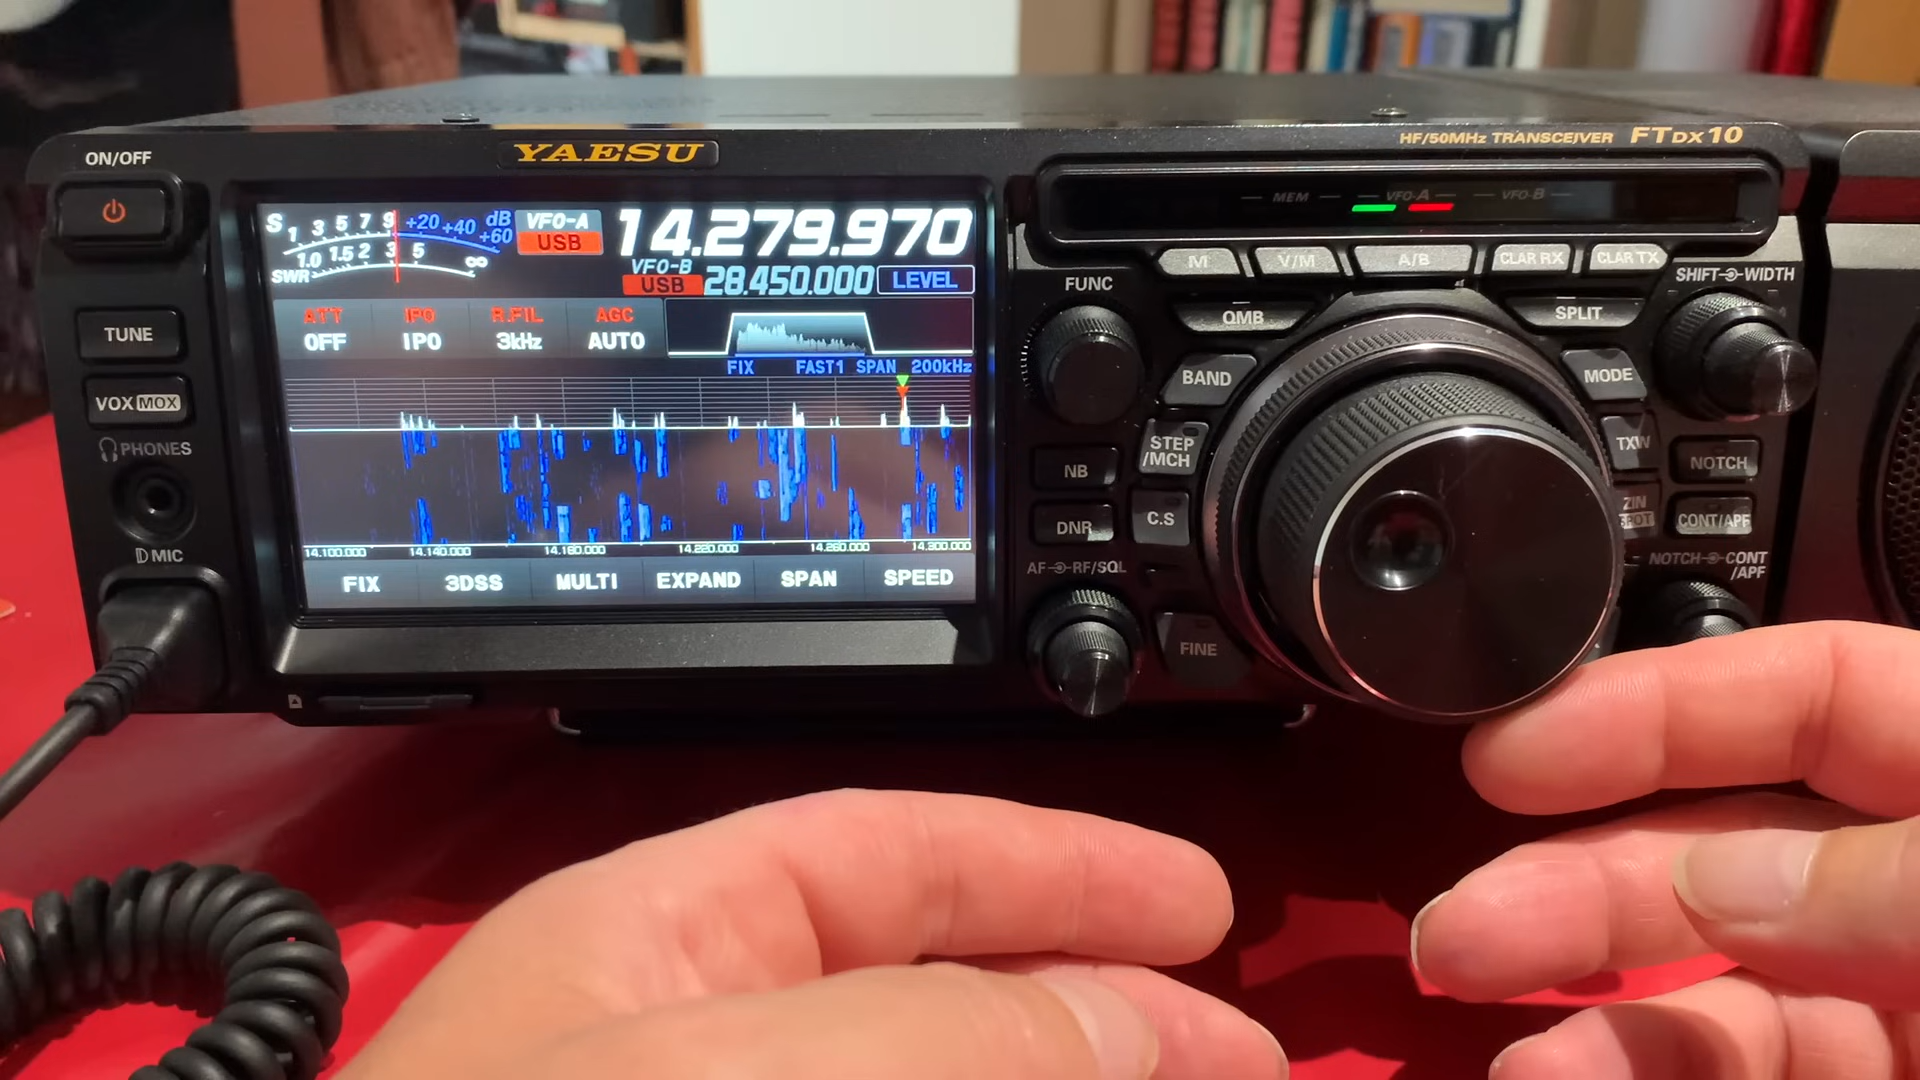 ON/OFF
YAESU
HF/50MHz TRANSCEIVER FTDX10
S 1 3 5 7 9 +20 +40 +60 dB
VFO-A
USB
14.279.970
1.0 1.5 2 3 5 ∞
SWR
VFO-B
USB
28.450.000
LEVEL
MEM VFO-A VFO-B
M
V/M
A/B
CLAR RX
CLAR TX
SHIFT WIDTH
FUNC
QMB
SPLIT
TUNE
ATT IPO R.FIL AGC
OFF IPO 3kHz AUTO
FIX FAST1 SPAN 200kHz
BAND
MODE
VOX MOX
PHONES
STEP
/MCH
TXW
NB
NOTCH
C.S
ZIN
SPOT
DNR
CONT/APF
MIC
14.100.000 14.140.000 14.180.000 14.220.000 14.260.000 14.300.000
AF RF/SQL
NOTCH CONT
/APF
FIX 3DSS MULTI EXPAND SPAN SPEED
FINE